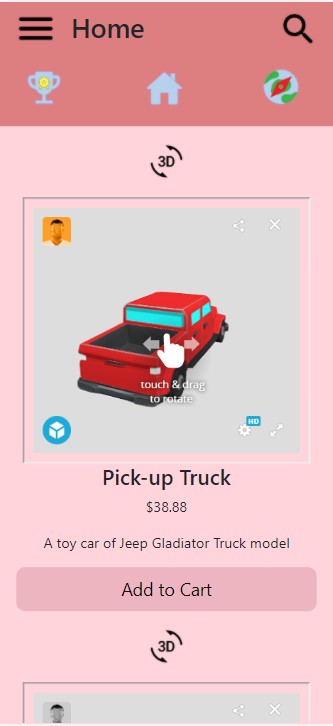 Home
3D
touch & drag
to rotate
HD
Pick-up Truck
$38.88
A toy car of Jeep Gladiator Truck model
Add to Cart
3D